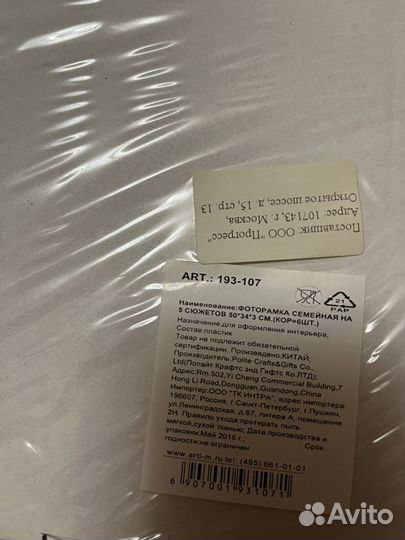 Поставщик: ООО "Прогресс"
Адрес: 107143, г. Москва,
Открытое шоссе, д. 15, стр. 13
ART.: 193-107
21
PAP
Наименование:ФОТОРАМКА СЕМЕЙНАЯ НА
5 СЮЖЕТОВ 50*34*3 СМ.(КОР=6ШТ.)
Назначение:для оформления интерьера;
Состав:пластик
Товар не подлежит обязательной
сертификации. Произведено:КИТАЙ;
Производитель:Polite Crafts&Gifts Co.,
Ltd(Полайт Крафтс энд Гифтс Ко.ЛТД);
Адрес:Rm.502,Yi Cheng Commercial Building,7
Hong Li Road,Dongguan,Guandong,China
Импортер:ООО "ТК ИНТРА", адрес импортера:
196607, Россия, г.Санкт-Петербург, г Пушкин,
ул.Ленинградская, д.67, литера А, помещение
2Н Правило ухода протирать пыль
мягкой,сухой тканью; Дата производства и
упаковки:Май 2016 г.; Срок
годности:не ограничен
www.arti-m.ru tel: (495) 661-01-01
6 907001 931071
Avito